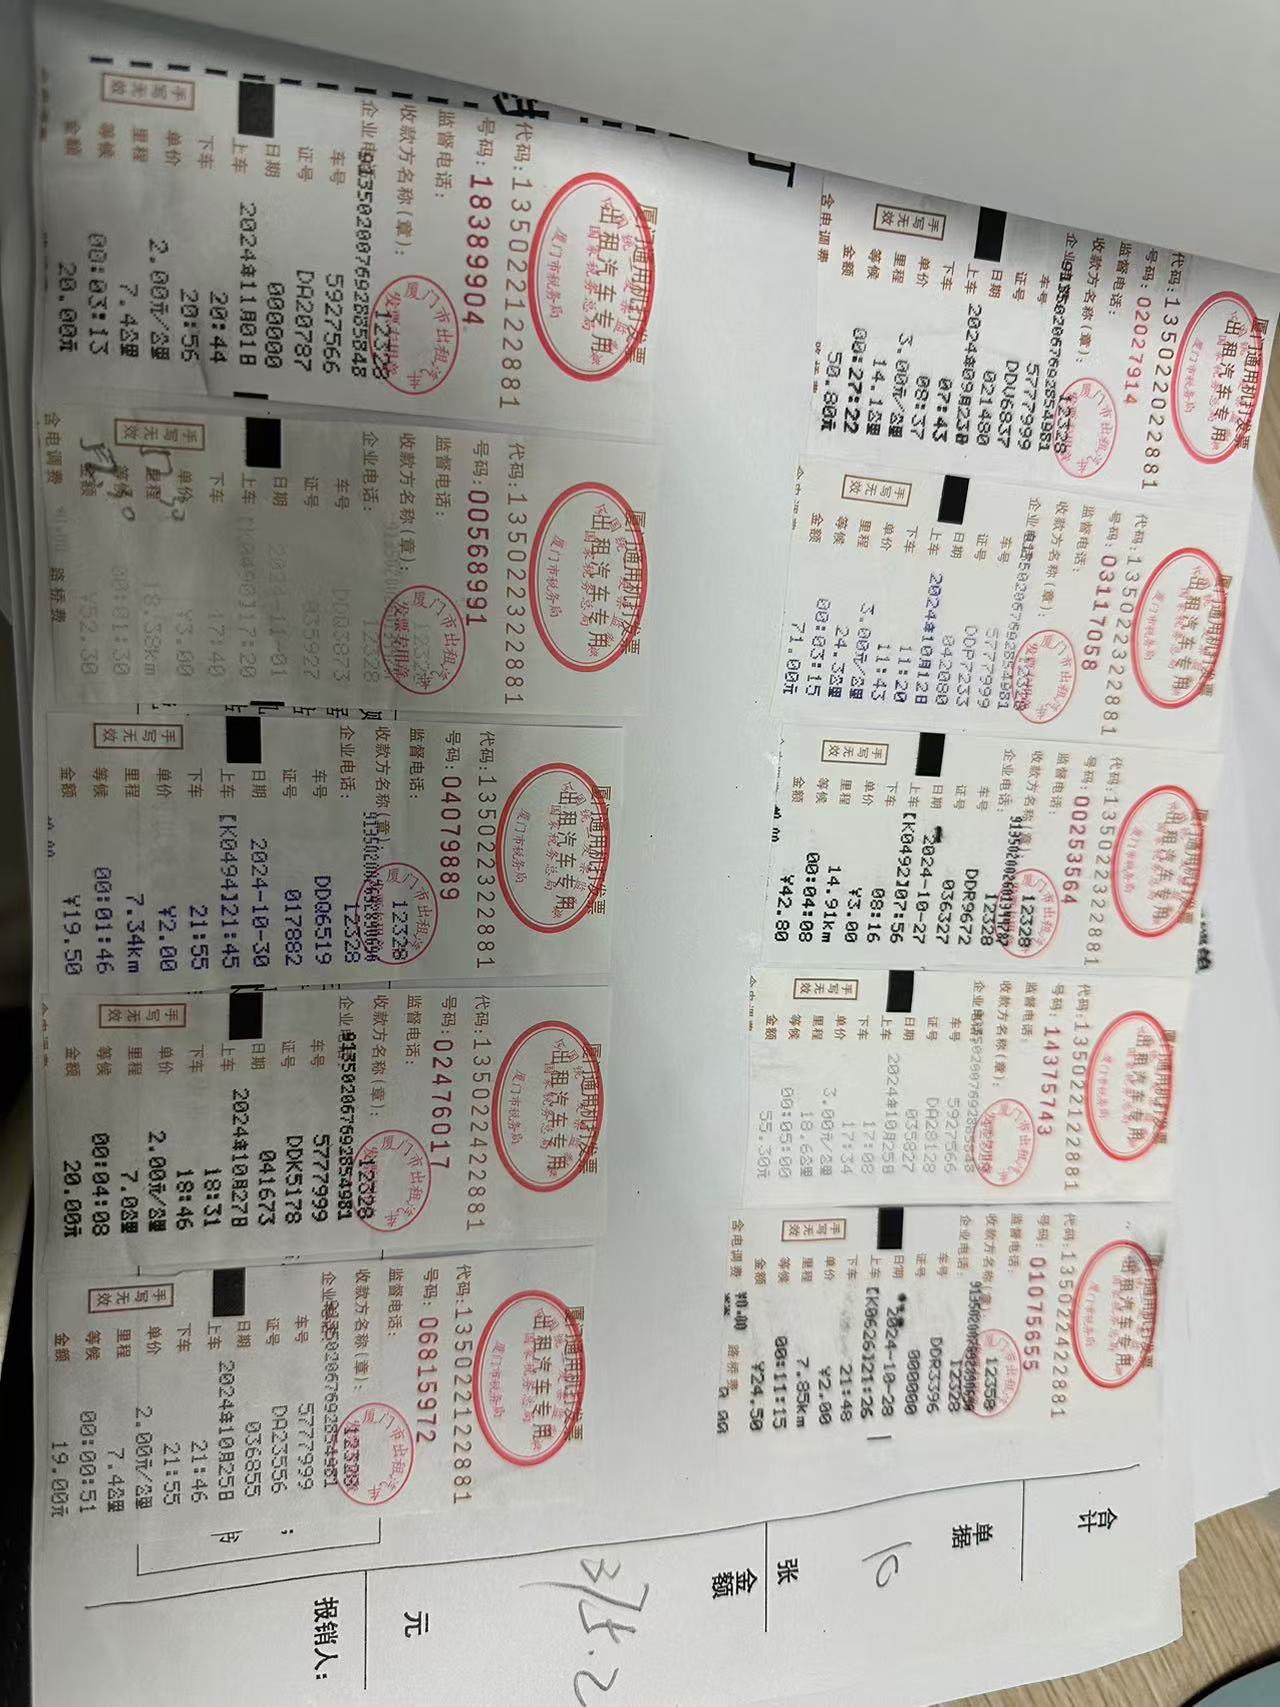 厦门通用机打发票
出租汽车专用
厦门市税务局
代码:135022022881
号码:02027914
监督电话:
收款方名称(章):
企业电话:
12328
车号
5777999
证号
DDV6837
日期
021480
上车
2024年09月23日
下车
07:43
08:37
单价
3.00元/公里
里程
14.1公里
等候
00:27:22
金额
50.80元
含电调费
手写无效
厦门通用机打发票
出租汽车专用
厦门市税务局
代码:135022322881
号码:03117058
监督电话:
收款方名称(章):
企业电话:
12328
车号
5777999
证号
DDP7233
日期
042080
上车
2024年10月12日
下车
11:20
11:43
单价
3.00元/公里
里程
24.3公里
等候
00:03:15
金额
71.00元
手写无效
厦门通用机打发票
出租汽车专用
厦门市税务局
代码:135022322881
号码:00253564
监督电话:
收款方名称(章):
企业电话:
12328
12328
车号
DDR9672
证号
036327
日期
2024-10-27
上车
[K0492]07:56
下车
08:16
单价
¥3.00
里程
14.91km
等候
00:04:08
金额
¥42.80
手写无效
厦门通用机打发票
出租汽车专用
厦门市税务局
代码:135022122881
号码:14375743
监督电话:
收款方名称(章):
企业电话:
车号
5927566
证号
DA28128
日期
035827
上车
2024年10月25日
下车
17:08
17:34
单价
3.00元/公里
里程
18.6公里
等候
00:05:00
金额
55.30元
手写无效
厦门通用机打发票
出租汽车专用
厦门市税务局
代码:135022422881
号码:01075655
监督电话:
收款方名称(章):
企业电话:
12358
12328
车号
DDR3396
证号
000000
日期
2024-10-28
上车
[K0626]21:26
下车
21:48
单价
¥2.00
里程
7.85km
等候
00:11:15
金额
¥24.50
含电调费
¥0.00
路桥费
0.00
手写无效
厦门通用机打发票
出租汽车专用
国家税务总局
厦门市税务局
代码:135022122881
号码:18389904
监督电话:
收款方名称(章):
企业电话:
12328
913502007692885848
车号
5927566
证号
DA20787
日期
000000
上车
2024年11月01日
下车
20:44
20:56
单价
2.00元/公里
里程
7.4公里
等候
00:03:13
金额
20.00元
手写无效
厦门通用机打发票
出租汽车专用
国家税务总局
厦门市税务局
代码:135022322881
号码:00568991
监督电话:
收款方名称(章):
企业电话:
12328
12328
车号
DDQ3873
证号
035927
日期
2024-11-01
上车
[K0490]17:20
下车
17:40
单价
¥3.00
里程
18.38km
等候
00:01:30
金额
¥52.30
含电调费
路桥费
手写无效
厦门通用机打发票
出租汽车专用
国家税务总局
厦门市税务局
代码:135022322881
号码:04079889
监督电话:
收款方名称(章):
企业电话:
12328
12328
车号
DDQ6519
证号
017882
日期
2024-10-30
上车
[K0494]21:45
下车
21:55
单价
¥2.00
里程
7.34km
等候
00:01:46
金额
¥19.50
手写无效
厦门通用机打发票
出租汽车专用
国家税务总局
厦门市税务局
代码:135022422881
号码:02476017
监督电话:
收款方名称(章):
企业电话:
12328
913502067692854981
车号
5777999
证号
DDK5178
日期
041673
上车
2024年10月27日
下车
18:31
18:46
单价
2.00元/公里
里程
7.0公里
等候
00:04:08
金额
20.00元
手写无效
厦门通用机打发票
出租汽车专用
国家税务总局
厦门市税务局
代码:135022122881
号码:06815972
监督电话:
收款方名称(章):
企业电话:
12328
车号
5777999
证号
DA23556
日期
036855
上车
2024年10月25日
下车
21:46
21:55
单价
2.00元/公里
里程
7.4公里
等候
00:00:51
金额
19.00元
手写无效
合计
单据
10
张
金额
375.2
元
报销人: